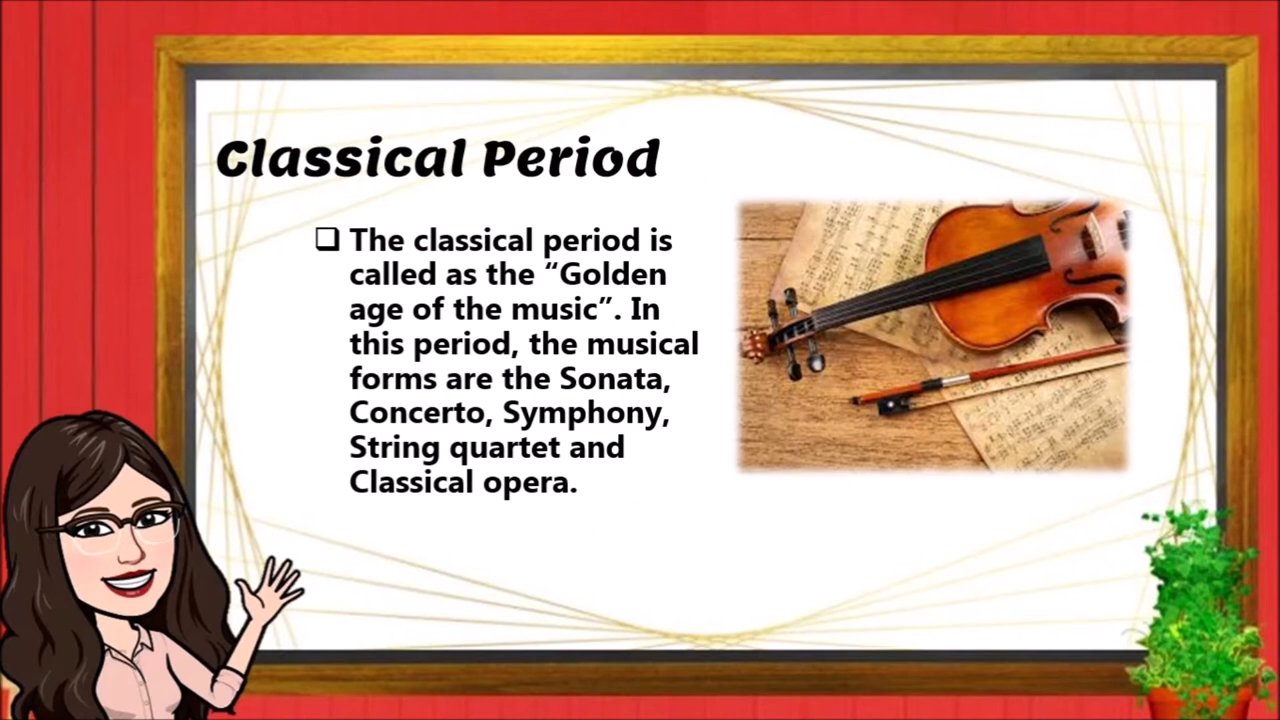 Classical Period
❑ The classical period is
called as the “Golden
age of the music”. In
this period, the musical
forms are the Sonata,
Concerto, Symphony,
String quartet and
Classical opera.